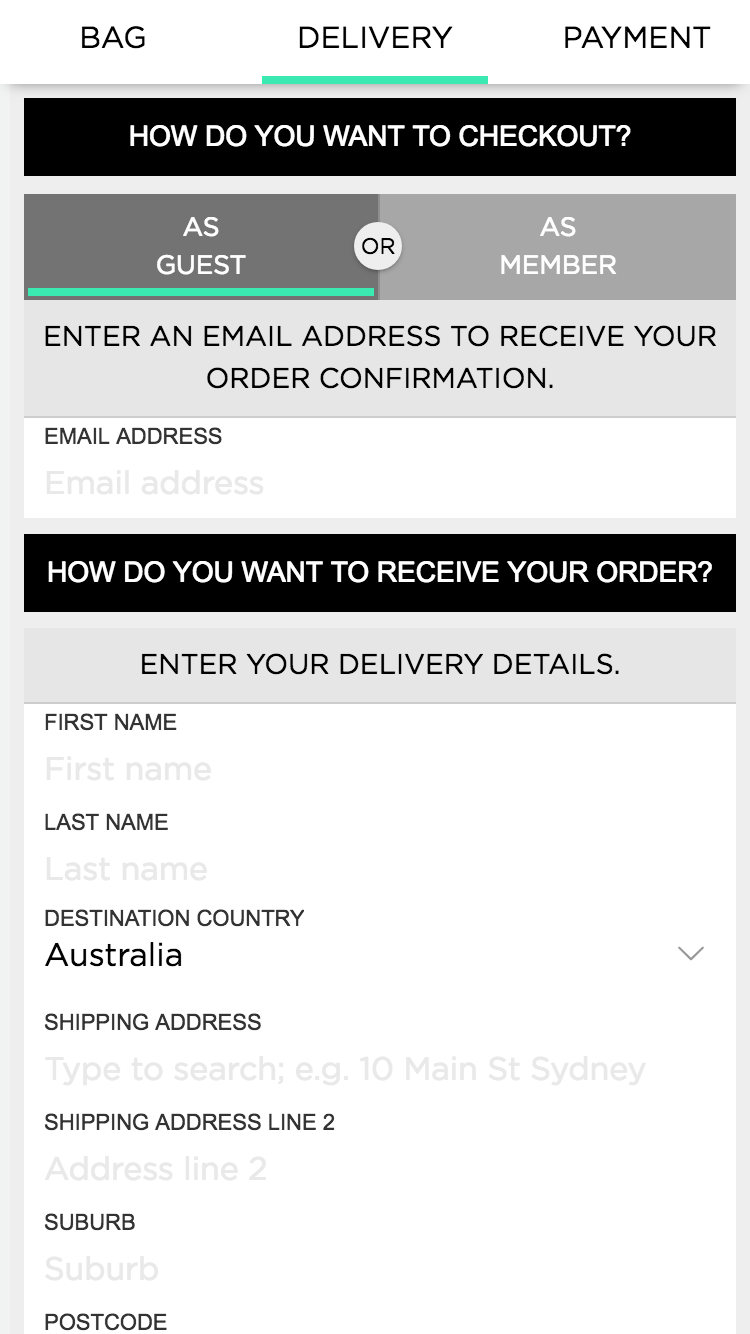 BAG DELIVERY PAYMENT
HOW DO YOU WANT TO CHECKOUT?
AS
GUEST
OR
AS
MEMBER
ENTER AN EMAIL ADDRESS TO RECEIVE YOUR
ORDER CONFIRMATION.
EMAIL ADDRESS
Email address
HOW DO YOU WANT TO RECEIVE YOUR ORDER?
ENTER YOUR DELIVERY DETAILS.
FIRST NAME
First name
LAST NAME
Last name
DESTINATION COUNTRY
Australia
SHIPPING ADDRESS
Type to search; e.g. 10 Main St Sydney
SHIPPING ADDRESS LINE 2
Address line 2
SUBURB
Suburb
POSTCODE